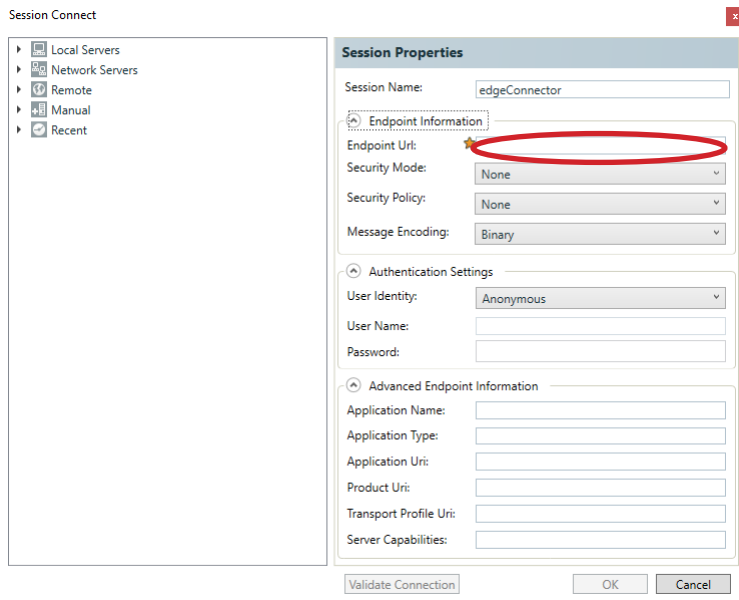 Session Connect
x
Local Servers
Network Servers
Remote
Manual
Recent
Session Properties
Session Name: edgeConnector
Endpoint Information
Endpoint Url:
Security Mode: None
Security Policy: None
Message Encoding: Binary
Authentication Settings
User Identity: Anonymous
User Name:
Password:
Advanced Endpoint Information
Application Name:
Application Type:
Application Uri:
Product Uri:
Transport Profile Uri:
Server Capabilities:
Validate Connection OK Cancel